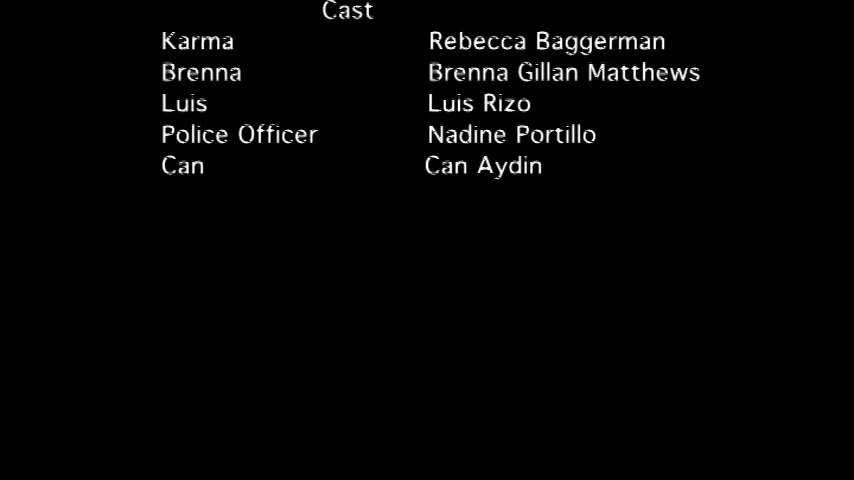 Cast
Karma Rebecca Baggerman
Brenna Brenna Gillan Matthews
Luis Luis Rizo
Police Officer Nadine Portillo
Can Can Aydin